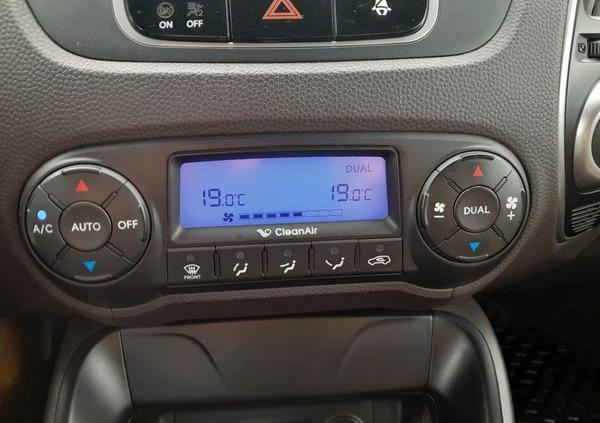 ON OFF
DUAL
19.0°C 19.0°C
A/C AUTO OFF
DUAL
CleanAir
FRONT